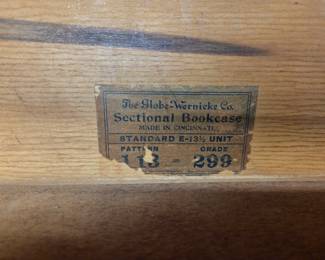 The Globe-Wernicke Co.
Sectional Bookcase
MADE IN CINCINNATI.
STANDARD E-13½ UNIT
PATTERN GRADE
113 - 299